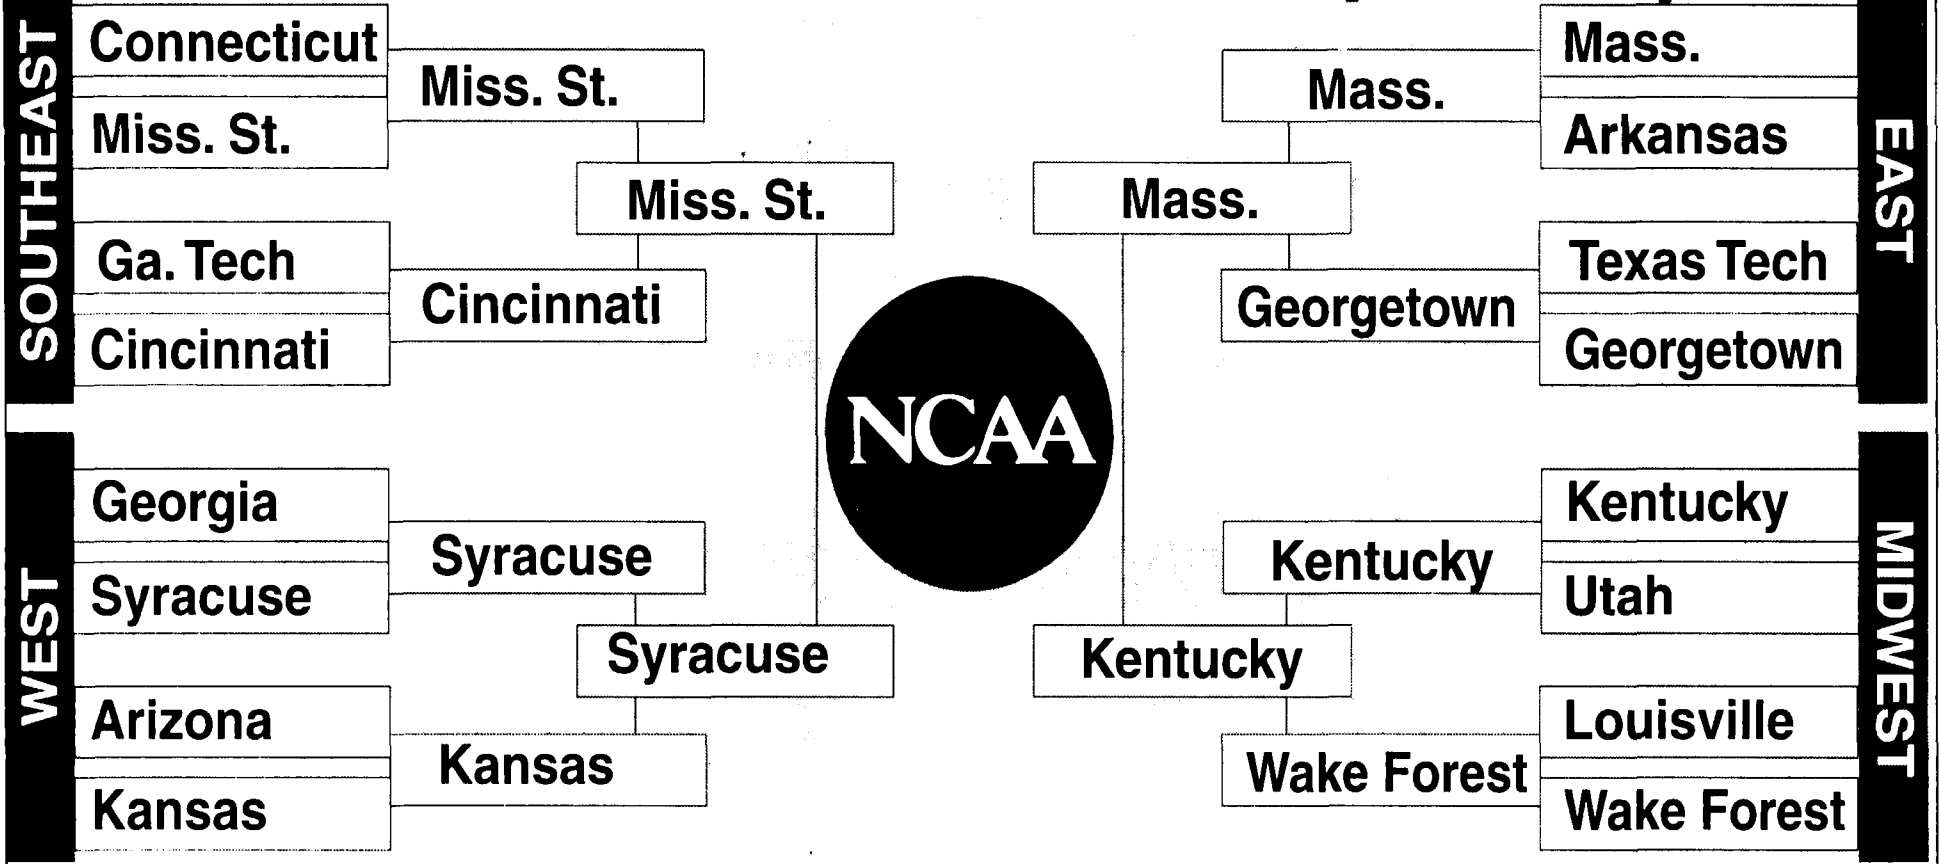 SOUTHEAST
Connecticut
Miss. St.
Miss. St.
Ga. Tech
Cincinnati
Cincinnati
Miss. St.
WEST
Georgia
Syracuse
Syracuse
Arizona
Kansas
Kansas
Syracuse
NCAA
EAST
Mass.
Arkansas
Mass.
Texas Tech
Georgetown
Georgetown
Mass.
MIDWEST
Kentucky
Utah
Kentucky
Louisville
Wake Forest
Wake Forest
Kentucky